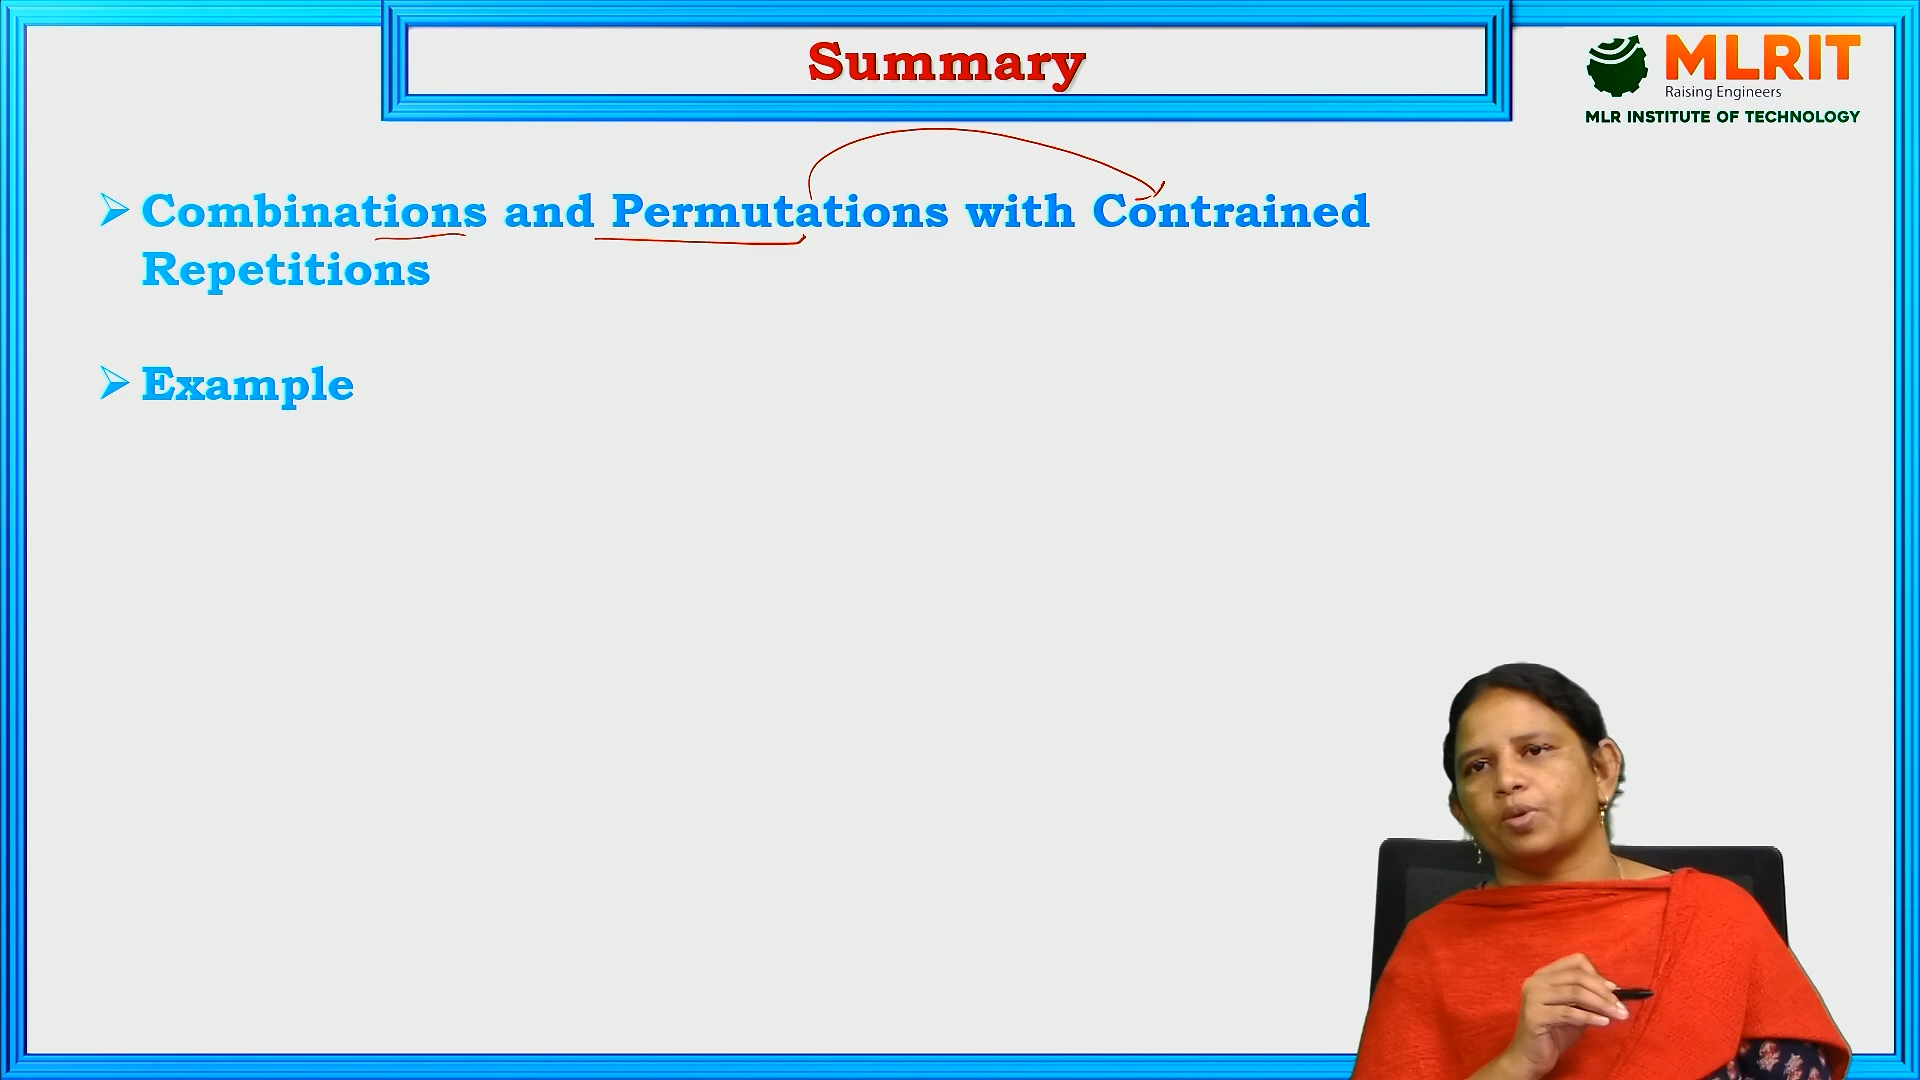 Summary
MLRIT
Raising Engineers
MLR INSTITUTE OF TECHNOLOGY
➢ Combinations and Permutations with Contrained
Repetitions
➢ Example